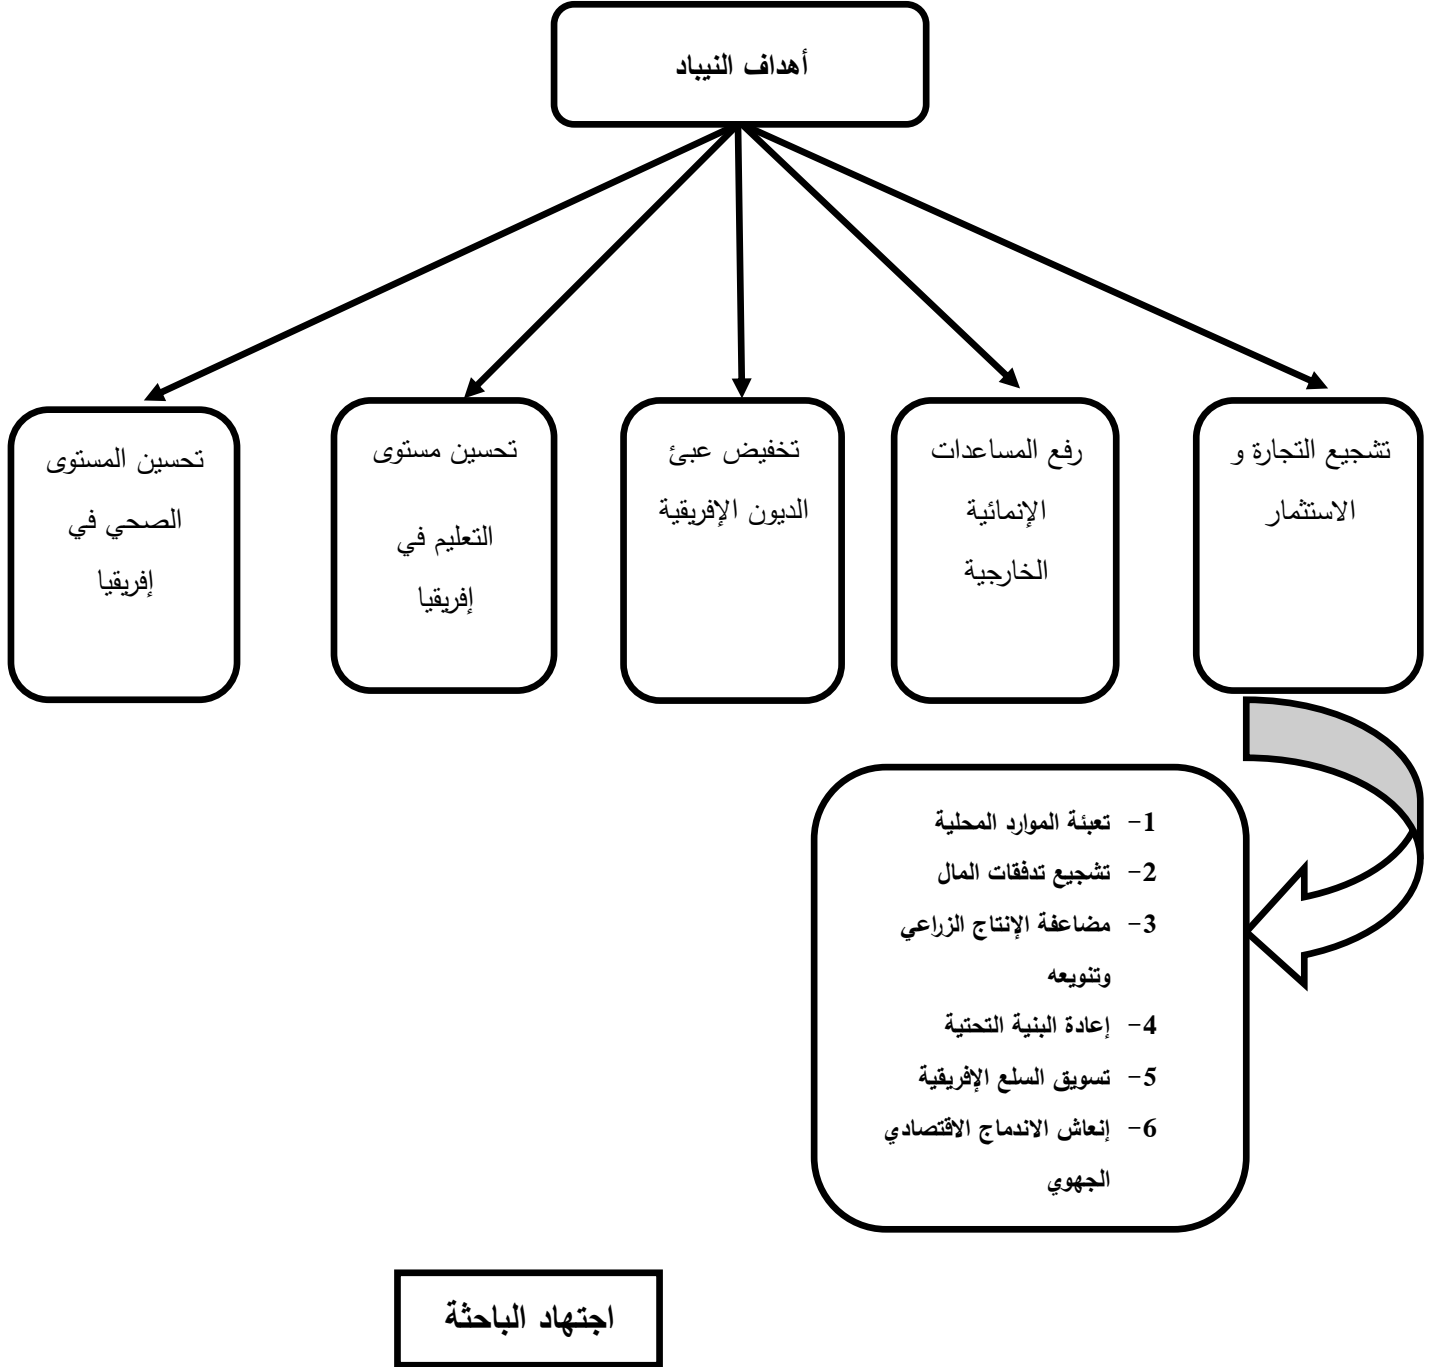 أهداف النيباد
تشجيع التجارة و
الاستثمار
رفع المساعدات
الإنمائية
الخارجية
تخفيض عبئ
الديون الإفريقية
تحسين مستوى
التعليم في
إفريقيا
تحسين المستوى
الصحي في
إفريقيا
1- تعبئة الموارد المحلية
2- تشجيع تدفقات المال
3- مضاعفة الإنتاج الزراعي
وتنويعه
4- إعادة البنية التحتية
5- تسويق السلع الإفريقية
6- إنعاش الاندماج الاقتصادي
الجهوي
اجتهاد الباحثة